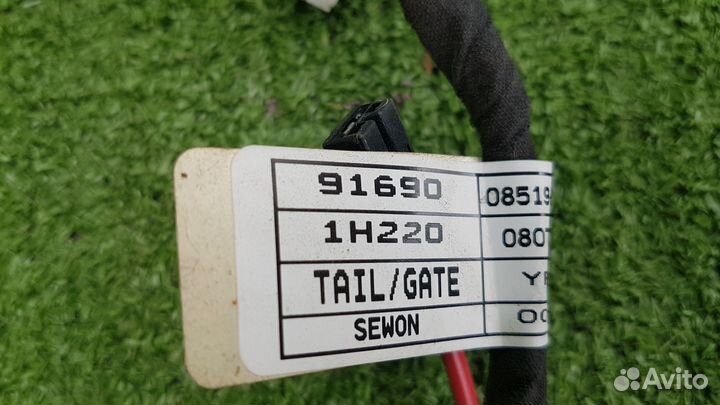 91690 08519
1H220 080
TAIL/GATE
SEWON
Avito